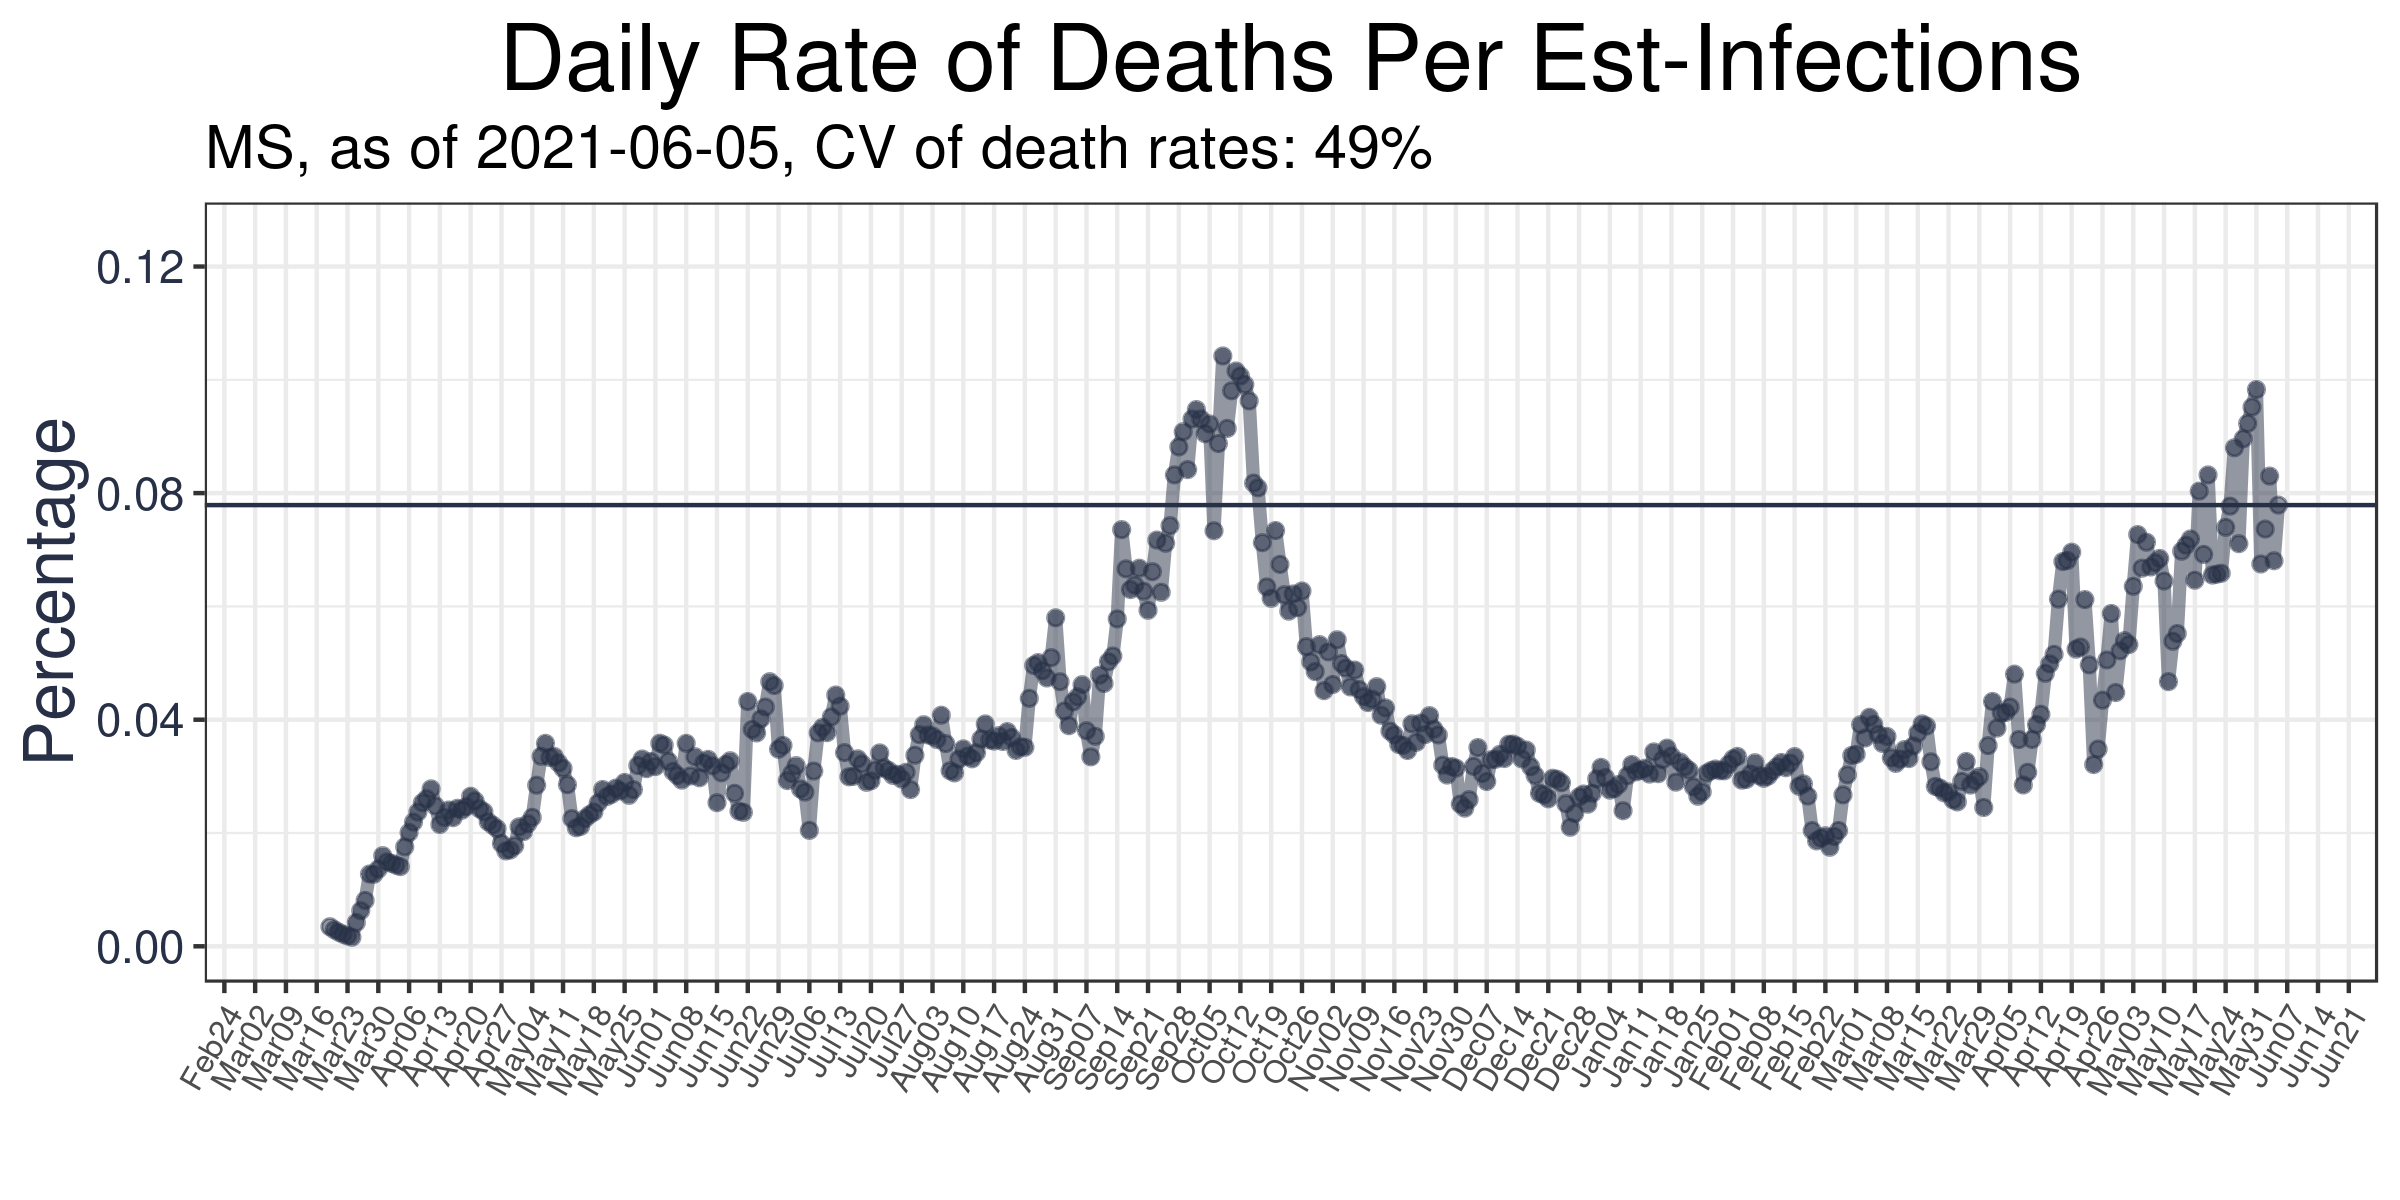 Daily Rate of Deaths Per Est-Infections
MS, as of 2021-06-05, CV of death rates: 49%
Percentage
0.12
0.08
0.04
0.00
Feb24
Mar02
Mar09
Mar16
Mar23
Mar30
Apr06
Apr13
Apr20
Apr27
May04
May11
May18
May25
Jun01
Jun08
Jun15
Jun22
Jun29
Jul06
Jul13
Jul20
Jul27
Aug03
Aug10
Aug17
Aug24
Aug31
Sep07
Sep14
Sep21
Sep28
Oct05
Oct12
Oct19
Oct26
Nov02
Nov09
Nov16
Nov23
Nov30
Dec07
Dec14
Dec21
Dec28
Jan04
Jan11
Jan18
Jan25
Feb01
Feb08
Feb15
Feb22
Mar01
Mar08
Mar15
Mar22
Mar29
Apr05
Apr12
Apr19
Apr26
May03
May10
May17
May24
May31
Jun07
Jun14
Jun21